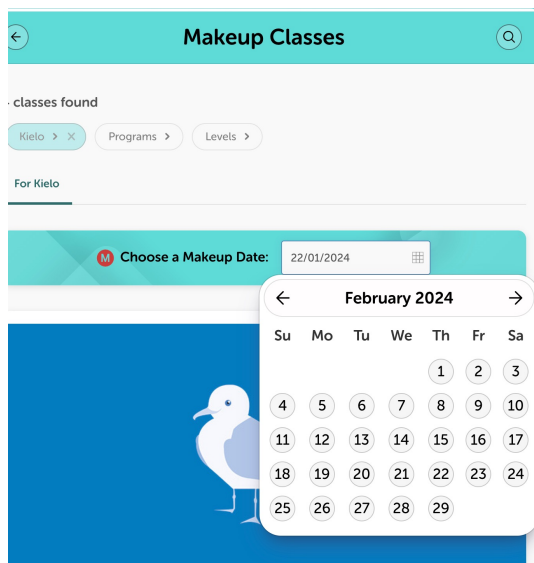 Makeup Classes
classes found
Kielo > X Programs > Levels >
For Kielo
M Choose a Makeup Date: 22/01/2024
February 2024
Su Mo Tu We Th Fr Sa
1 2 3
4 5 6 7 8 9 10
11 12 13 14 15 16 17
18 19 20 21 22 23 24
25 26 27 28 29